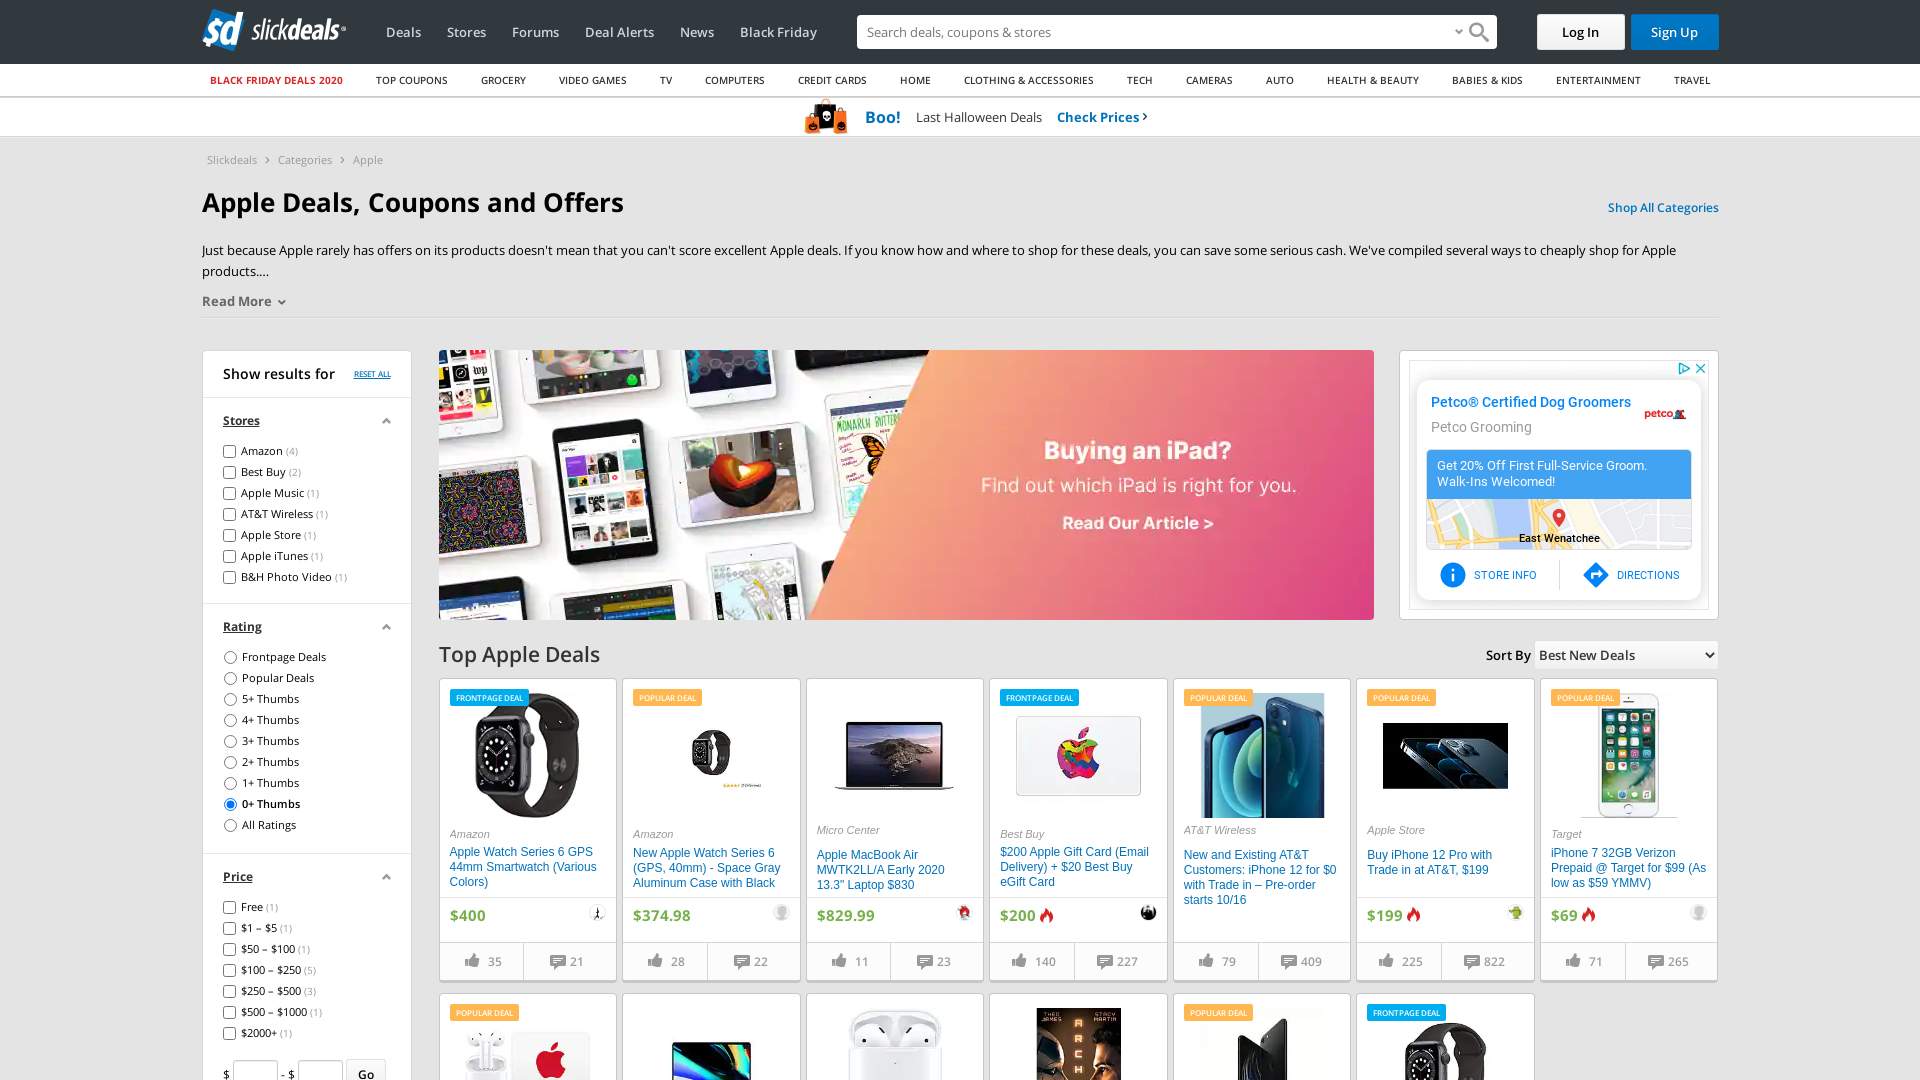 slickdeals
Deals
Stores
Forums
Deal Alerts
News
Black Friday
Search deals, coupons & stores
Log In
Sign Up
BLACK FRIDAY DEALS 2020
TOP COUPONS
GROCERY
VIDEO GAMES
TV
COMPUTERS
CREDIT CARDS
HOME
CLOTHING & ACCESSORIES
TECH
CAMERAS
AUTO
HEALTH & BEAUTY
BABIES & KIDS
ENTERTAINMENT
TRAVEL
Boo! Last Halloween Deals Check Prices
Slickdeals > Categories > Apple
Apple Deals, Coupons and Offers
Shop All Categories
Just because Apple rarely has offers on its products doesn't mean that you can't score excellent Apple deals. If you know how and where to shop for these deals, you can save some serious cash. We've compiled several ways to cheaply shop for Apple
products....
Read More
Show results for RESET ALL
Stores
Amazon (4)
Best Buy (2)
Apple Music (1)
AT&T Wireless (1)
Apple Store (1)
Apple iTunes (1)
B&H Photo Video (1)
Rating
Frontpage Deals
Popular Deals
5+ Thumbs
4+ Thumbs
3+ Thumbs
2+ Thumbs
1+ Thumbs
0+ Thumbs
All Ratings
Price
Free (1)
$1 – $5 (1)
$50 – $100 (1)
$100 – $250 (5)
$250 – $500 (3)
$500 – $1000 (1)
$2000+ (1)
$ - $ Go
MONARCH BUTTERF
Buying an iPad?
Find out which iPad is right for you.
Read Our Article >
Petco® Certified Dog Groomers
Petco Grooming
petco
Get 20% Off First Full-Service Groom.
Walk-Ins Welcomed!
East Wenatchee
STORE INFO
DIRECTIONS
Top Apple Deals
Sort By Best New Deals
FRONTPAGE DEAL
Amazon
Apple Watch Series 6 GPS
44mm Smartwatch (Various
Colors)
$400
35 21
POPULAR DEAL
Amazon
New Apple Watch Series 6
(GPS, 40mm) - Space Gray
Aluminum Case with Black
$374.98
28 22
Micro Center
Apple MacBook Air
MWTK2LL/A Early 2020
13.3" Laptop $830
$829.99
11 23
FRONTPAGE DEAL
Best Buy
$200 Apple Gift Card (Email
Delivery) + $20 Best Buy
eGift Card
$200
140 227
POPULAR DEAL
AT&T Wireless
New and Existing AT&T
Customers: iPhone 12 for $0
with Trade in – Pre-order
starts 10/16
79 409
POPULAR DEAL
Apple Store
Buy iPhone 12 Pro with
Trade in at AT&T, $199
$199
225 822
POPULAR DEAL
Target
iPhone 7 32GB Verizon
Prepaid @ Target for $99 (As
low as $59 YMMV)
$69
71 265
POPULAR DEAL
THEO JAMES
STACY MARTIN
ARCH
POPULAR DEAL
FRONTPAGE DEAL